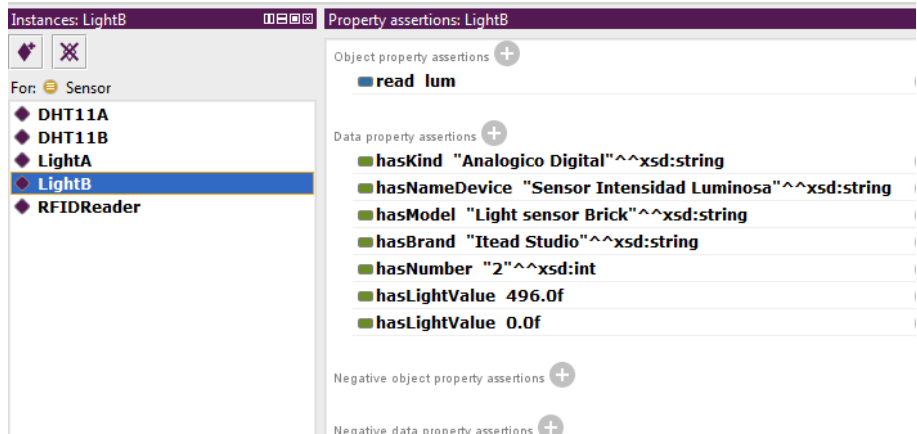 Instances: LightB
For: Sensor
DHT11A
DHT11B
LightA
LightB
RFIDReader
Property assertions: LightB
Object property assertions
read lum
Data property assertions
hasKind "Analogico Digital"^^xsd:string
hasNameDevice "Sensor Intensidad Luminosa"^^xsd:string
hasModel "Light sensor Brick"^^xsd:string
hasBrand "Itead Studio"^^xsd:string
hasNumber "2"^^xsd:int
hasLightValue 496.0f
hasLightValue 0.0f
Negative object property assertions
Negative data property assertions